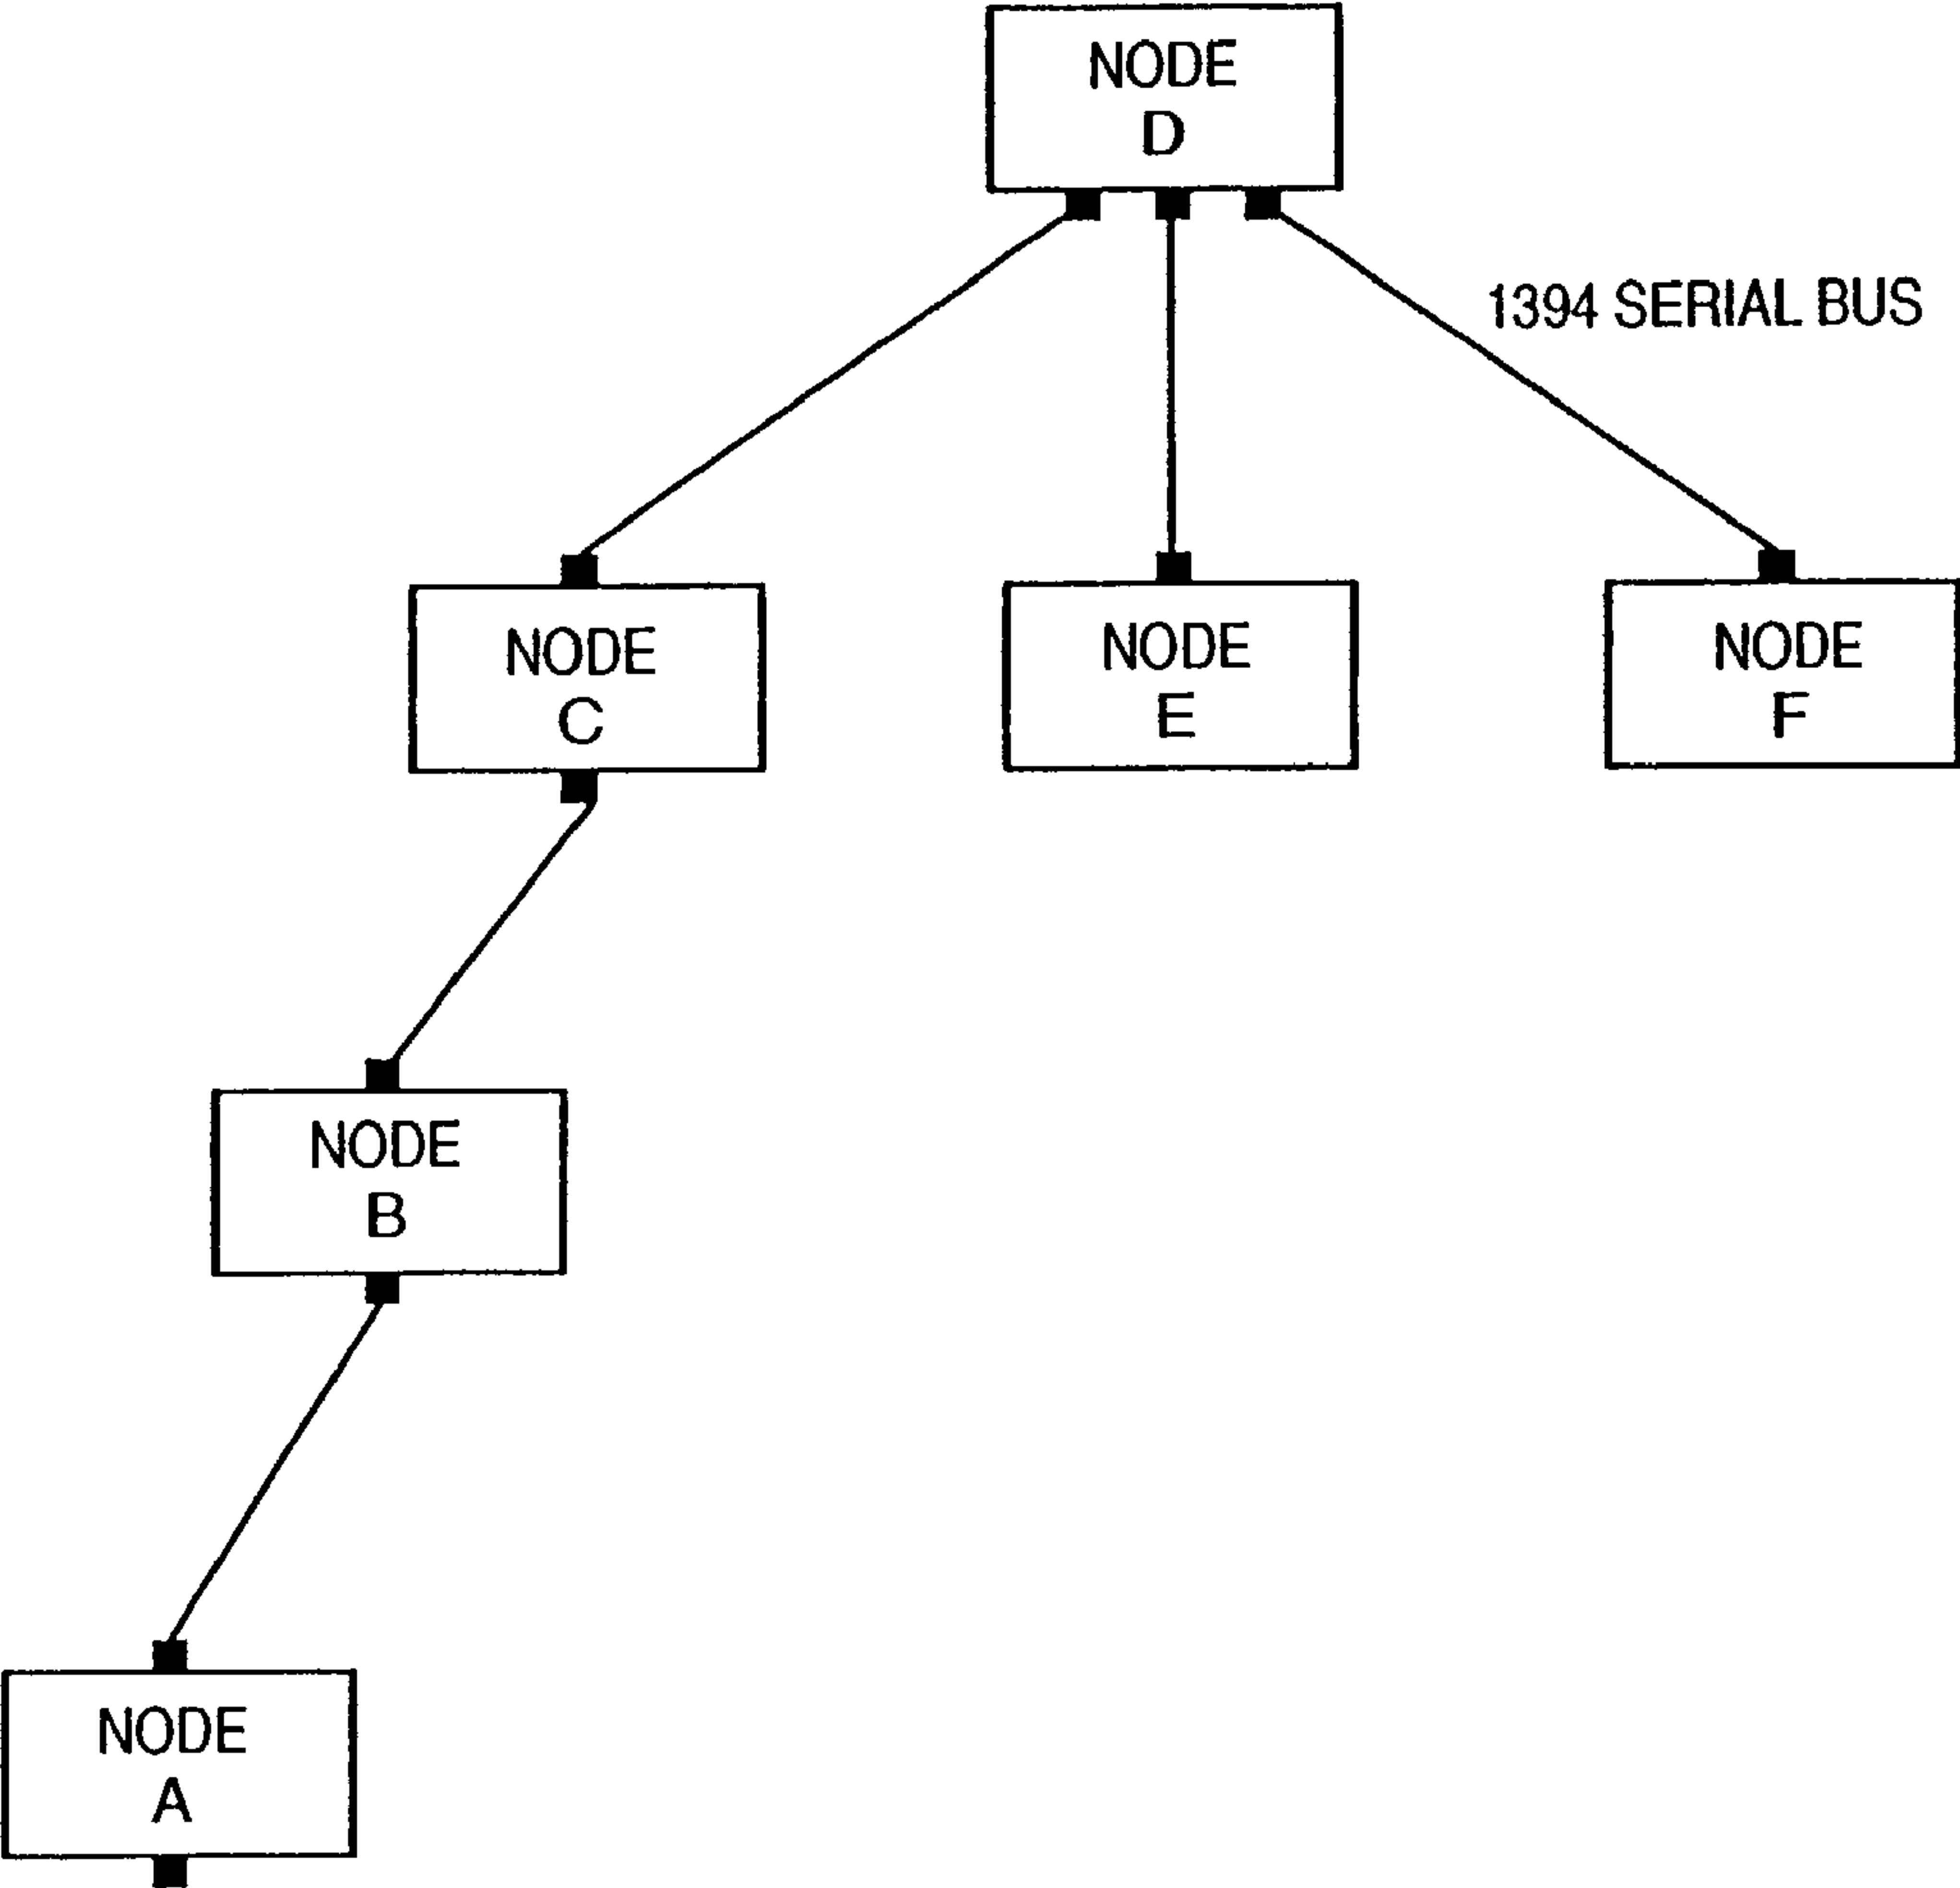 NODE
D
1394 SERIAL BUS
NODE
C
NODE
E
NODE
F
NODE
B
NODE
A